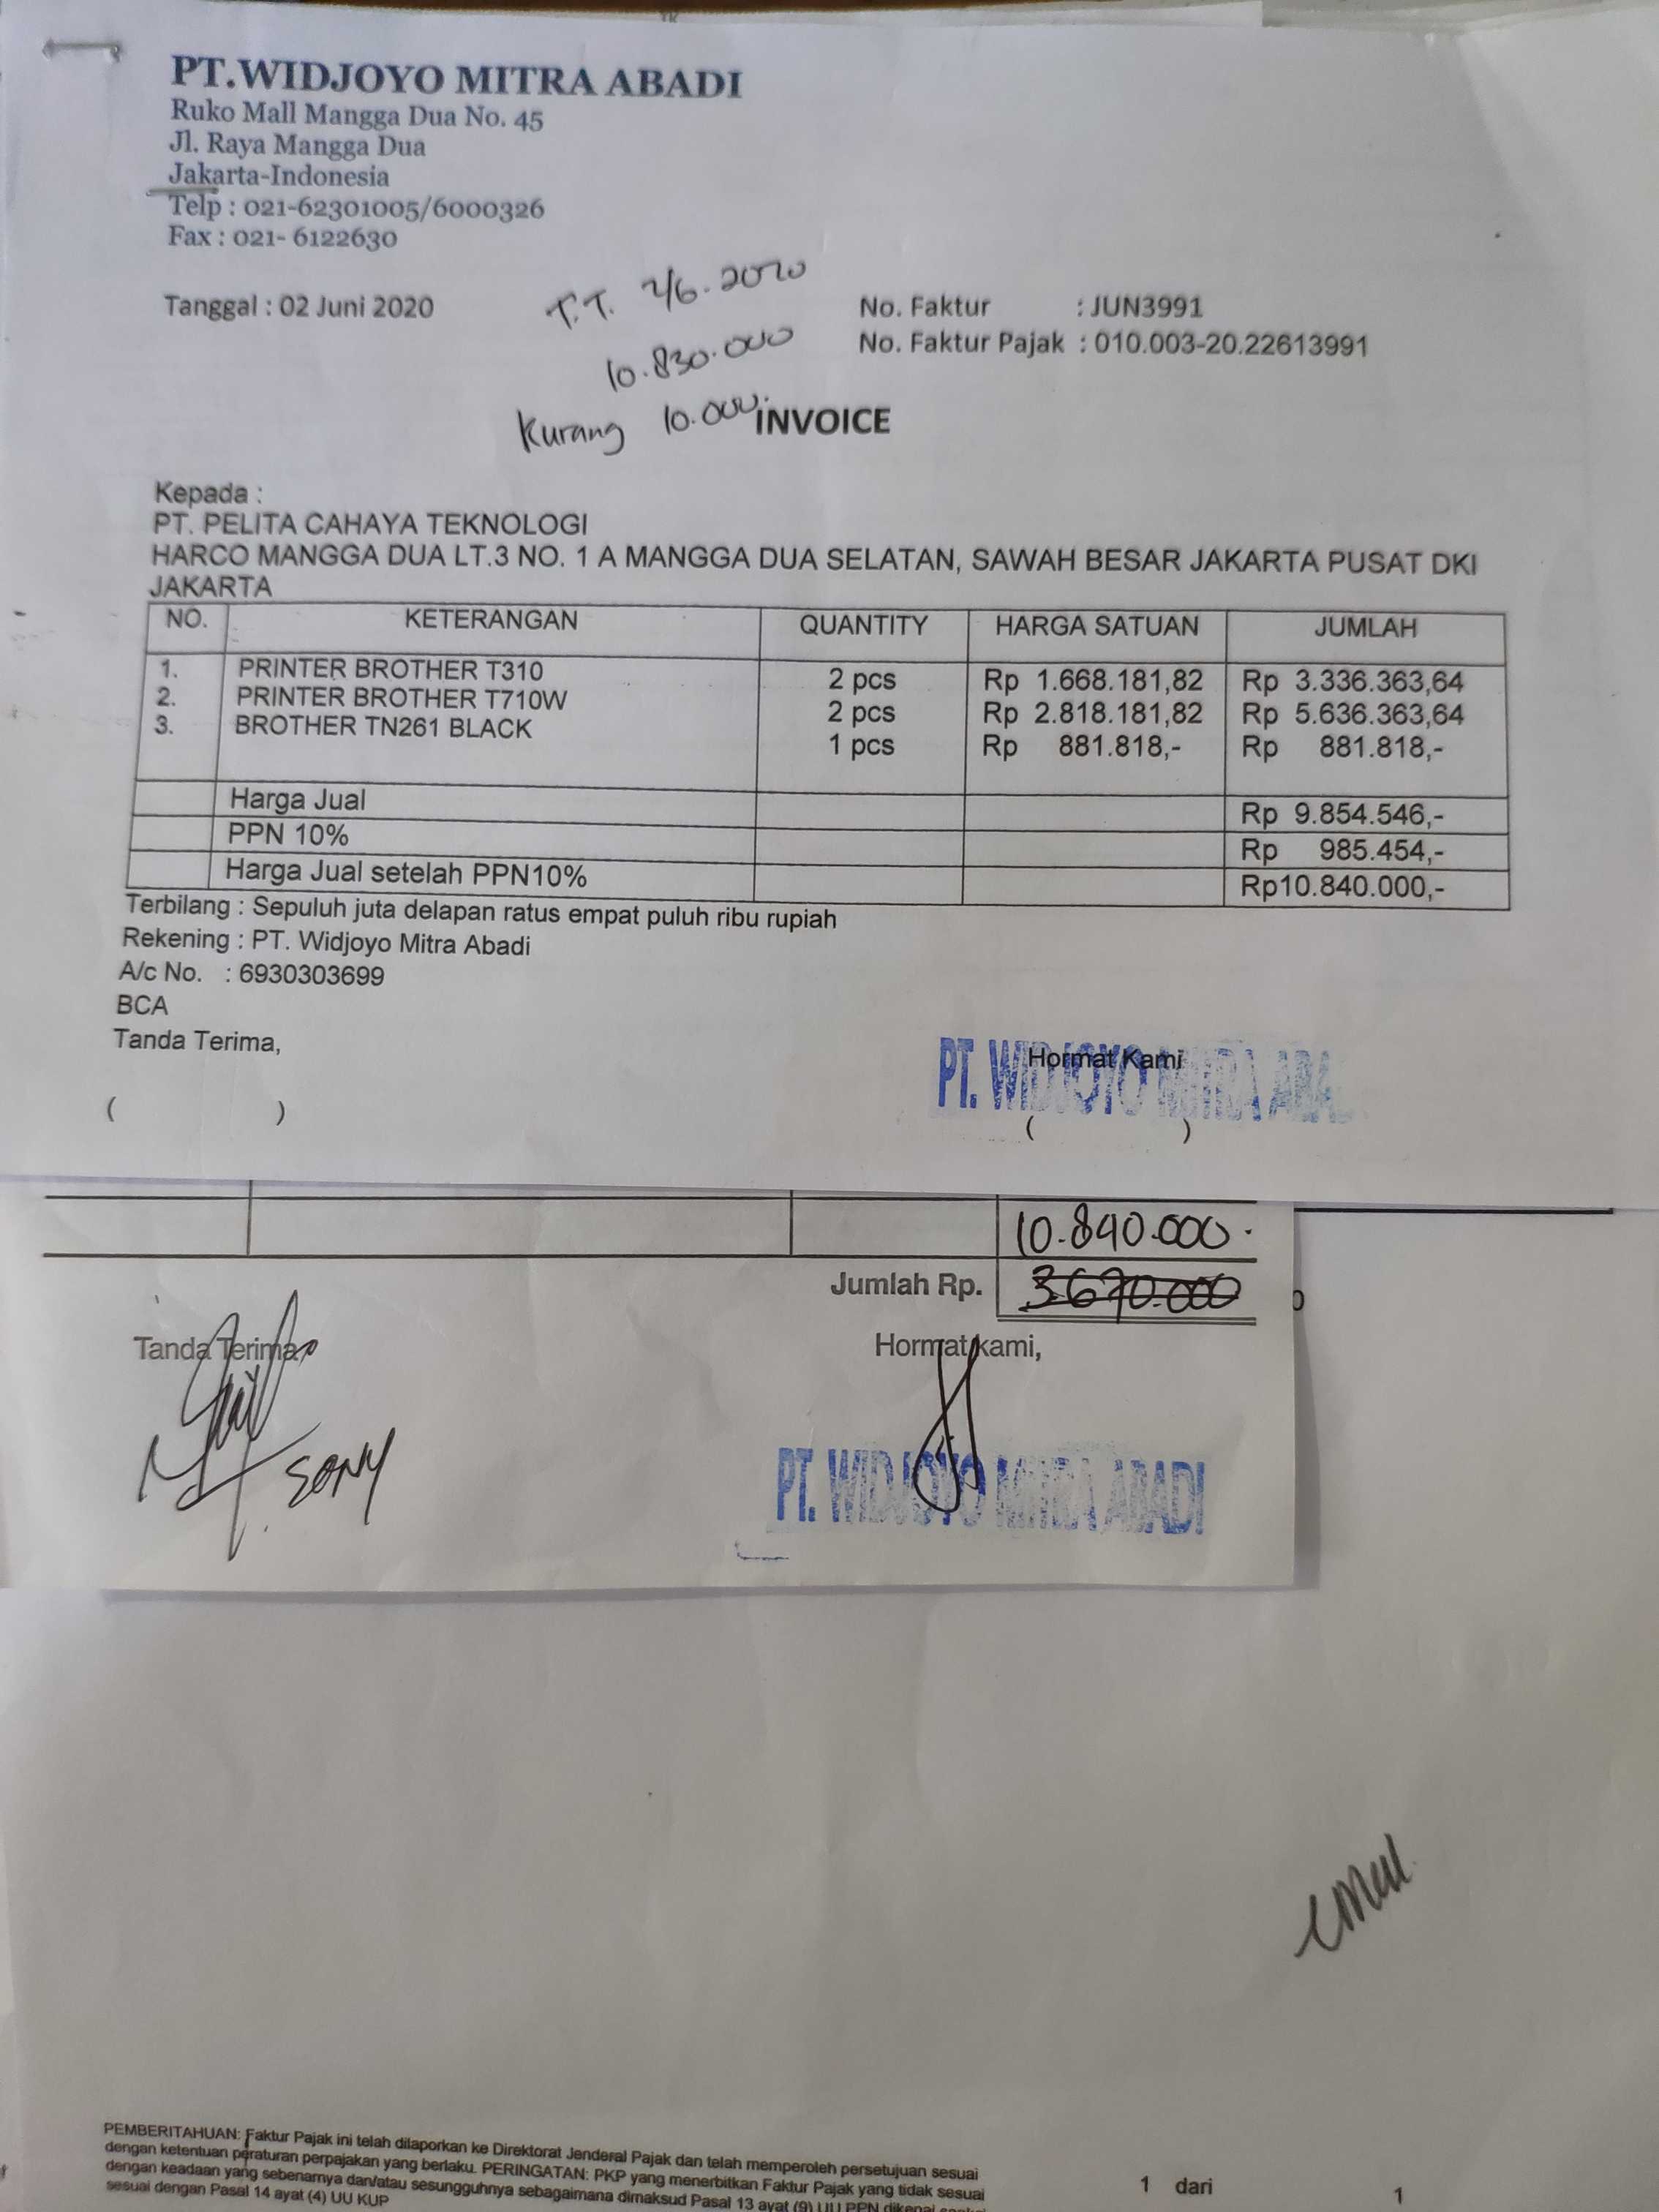 PT.WIDJOYO MITRA ABADI
Ruko Mall Mangga Dua No. 45
Jl. Raya Mangga Dua
Jakarta-Indonesia
Telp : 021-62301005/6000326
Fax : 021- 6122630
Tanggal : 02 Juni 2020
T.T. 2/6.2020
10.830.000
Kurang 10.000.
No. Faktur : JUN3991
No. Faktur Pajak : 010.003-20.22613991
INVOICE
Kepada :
PT. PELITA CAHAYA TEKNOLOGI
HARCO MANGGA DUA LT.3 NO. 1 A MANGGA DUA SELATAN, SAWAH BESAR JAKARTA PUSAT DKI
JAKARTA
NO. KETERANGAN QUANTITY HARGA SATUAN JUMLAH
1. PRINTER BROTHER T310 2 pcs Rp 1.668.181,82 Rp 3.336.363,64
2. PRINTER BROTHER T710W 2 pcs Rp 2.818.181,82 Rp 5.636.363,64
3. BROTHER TN261 BLACK 1 pcs Rp 881.818,- Rp 881.818,-
Harga Jual Rp 9.854.546,-
PPN 10% Rp 985.454,-
Harga Jual setelah PPN10% Rp10.840.000,-
Terbilang : Sepuluh juta delapan ratus empat puluh ribu rupiah
Rekening : PT. Widjoyo Mitra Abadi
A/c No. : 6930303699
BCA
Tanda Terima,
Hormat Kami
PT. WIDJOYO MITRA ABA
( )
( )
10.840.000.
Jumlah Rp. 3670.000
Tanda Terima,
Hormat kami,
SONY
PT. WIDJOYO MITRA ABADI
PEMBERITAHUAN: Faktur Pajak ini telah dilaporkan ke Direktorat Jenderal Pajak dan telah memperoleh persetujuan sesuai
dengan ketentuan peraturan perpajakan yang berlaku. PERINGATAN: PKP yang menerbitkan Faktur Pajak yang tidak sesuai
dengan keadaan yang sebenarnya dan/atau sesungguhnya sebagaimana dimaksud Pasal 13 ayat (9) UU PPN dikenai
sesuai dengan Pasal 14 ayat (4) UU KUP
1 dari 1